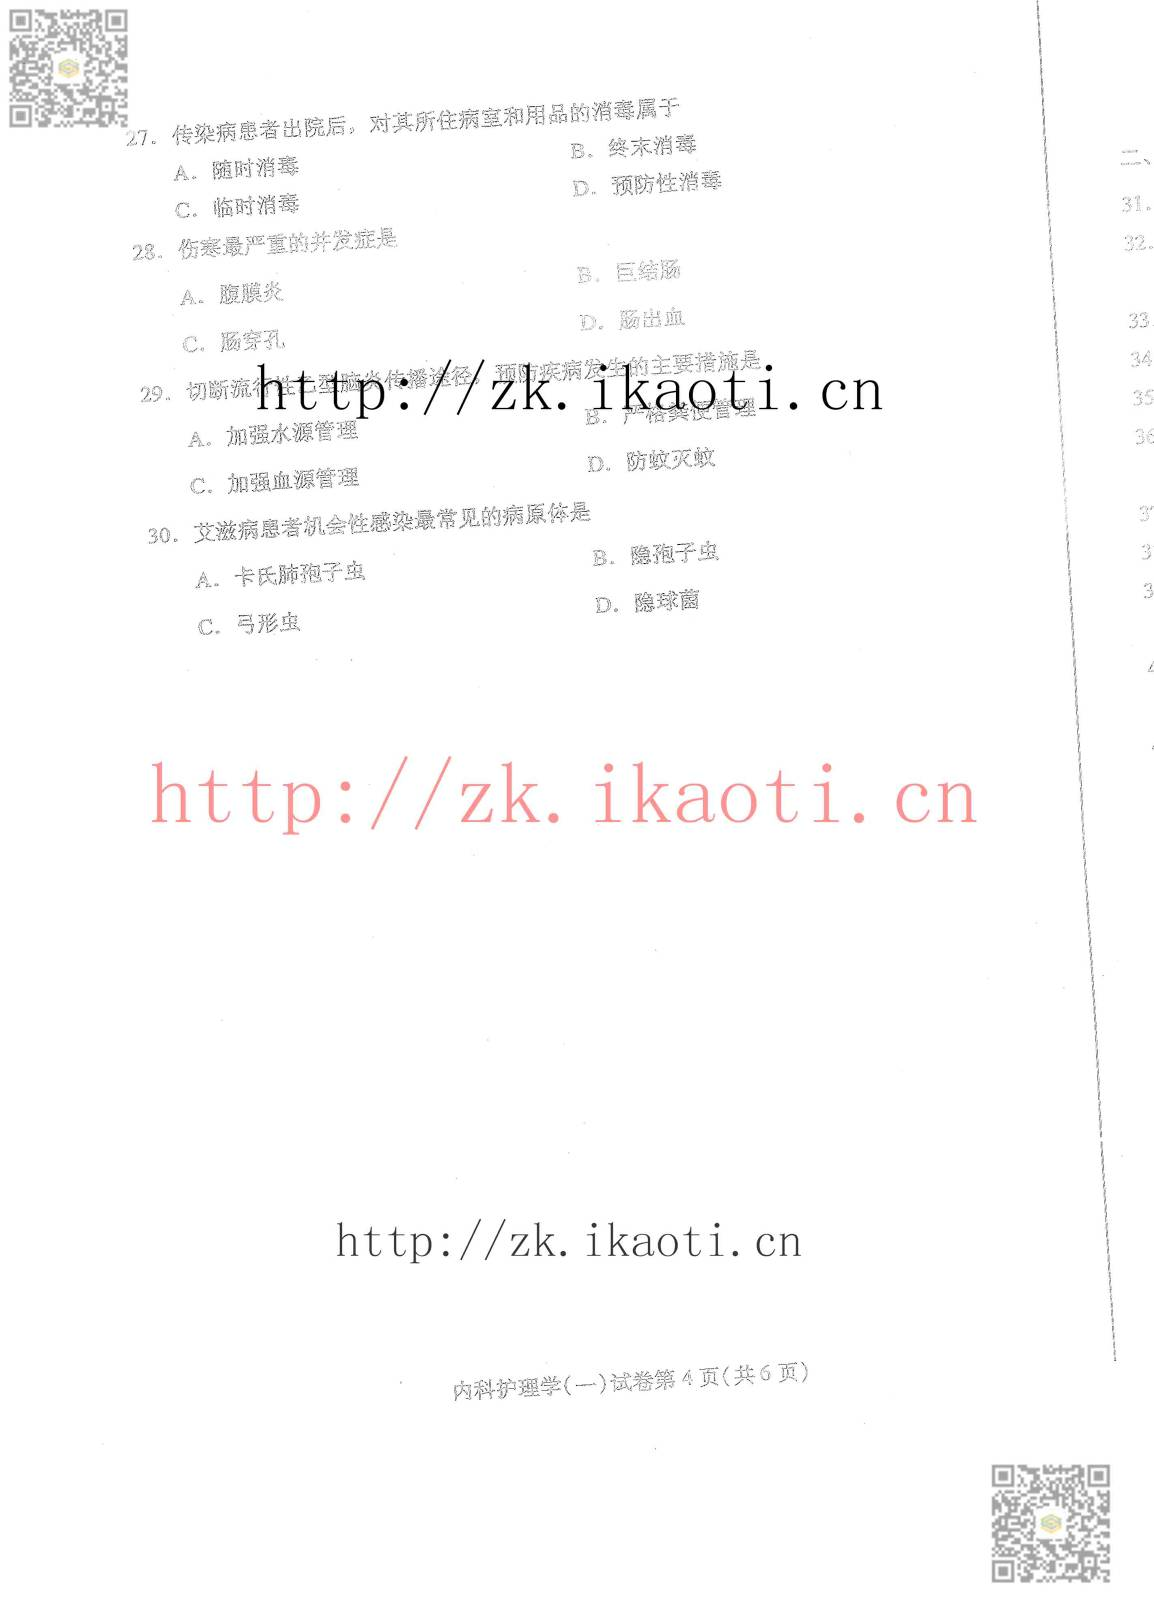 27. 传染病患者出院后，对其所住病室和用品的消毒属于
A. 随时消毒 B. 终末消毒
C. 临时消毒 D. 预防性消毒
28. 伤寒最严重的并发症是
A. 腹膜炎 B. 巨结肠
C. 肠穿孔 D. 肠出血
29. 切断流行性乙型脑炎传播途径，预防疾病发生的主要措施是
http://zk.ikaoti.cn
A. 加强水源管理 B. 严格粪便管理
C. 加强血源管理 D. 防蚊灭蚊
30. 艾滋病患者机会性感染最常见的病原体是
A. 卡氏肺孢子虫 B. 隐孢子虫
C. 弓形虫 D. 隐球菌
http://zk.ikaoti.cn
http://zk.ikaoti.cn
内科护理学(一)试卷第4页(共6页)
二、
31.
32.
33
34
35